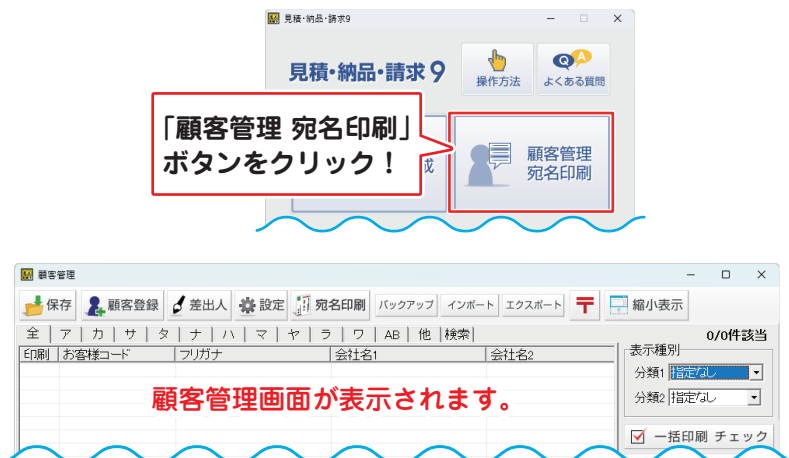 見積・納品・請求9
見積・納品・請求 9
操作方法
よくある質問
「顧客管理 宛名印刷」
ボタンをクリック！
成
顧客管理
宛名印刷
顧客管理
保存 顧客登録 差出人 設定 宛名印刷 バックアップ インポート エクスポート 〒 縮小表示
全 ア カ サ タ ナ ハ マ ヤ ラ ワ AB 他 検索
0/0件該当
印刷 お客様コード フリガナ 会社名1 会社名2
表示種別
分類1 指定なし
分類2 指定なし
顧客管理画面が表示されます。
一括印刷 チェック